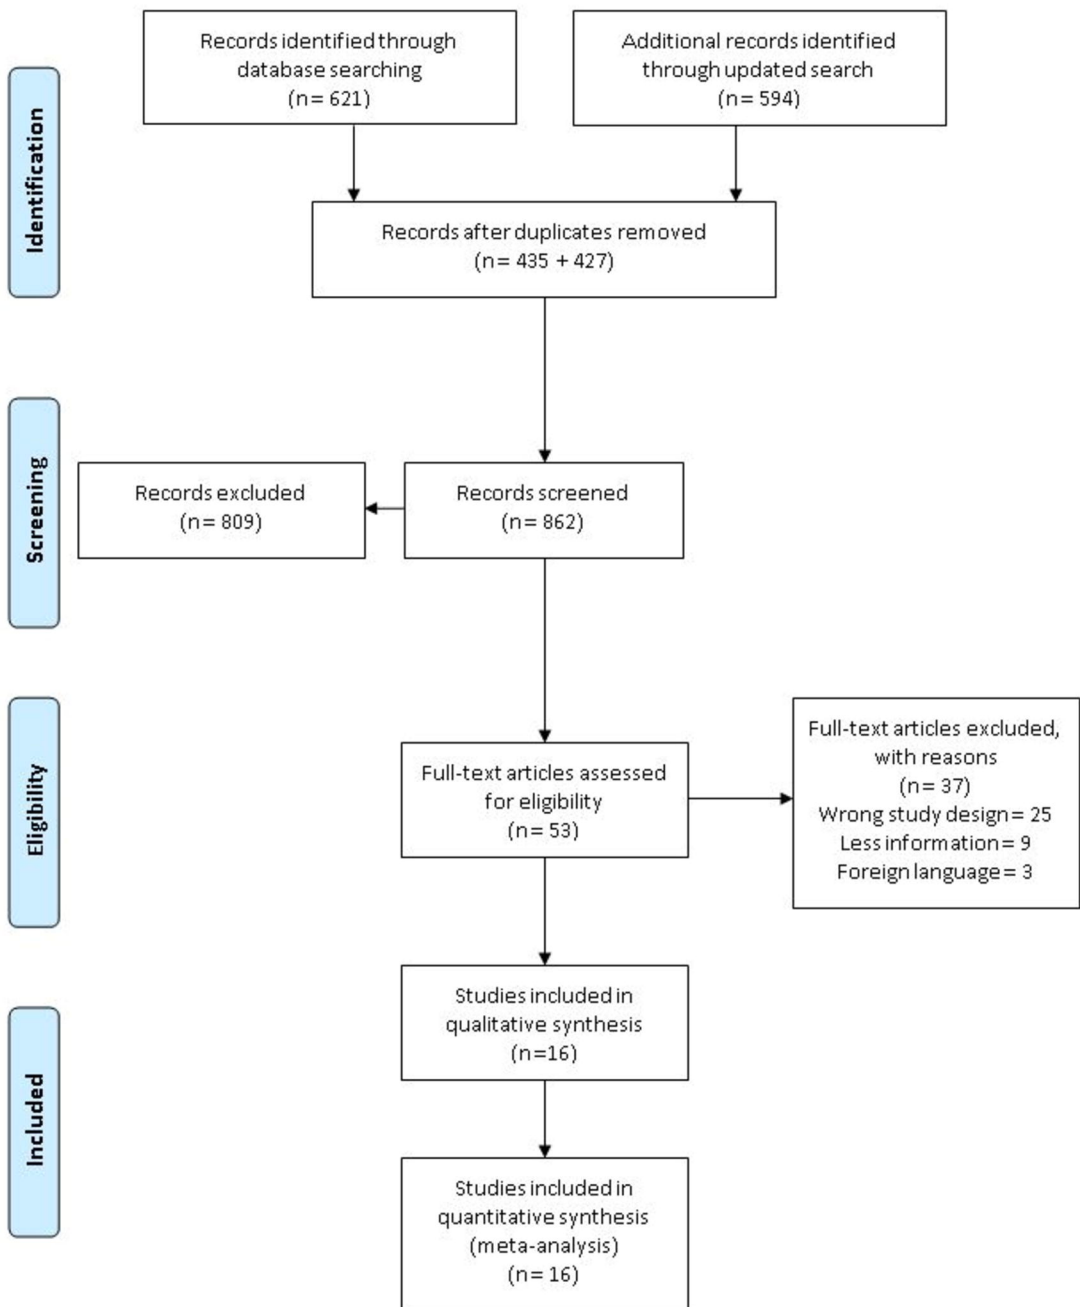 Identification
Records identified through
database searching
(n= 621)
Additional records identified
through updated search
(n= 594)
Records after duplicates removed
(n= 435 + 427)
Screening
Records excluded
(n= 809)
Records screened
(n= 862)
Eligibility
Full-text articles assessed
for eligibility
(n= 53)
Full-text articles excluded,
with reasons
(n= 37)
Wrong study design= 25
Less information= 9
Foreign language= 3
Included
Studies included in
qualitative synthesis
(n=16)
Studies included in
quantitative synthesis
(meta-analysis)
(n= 16)